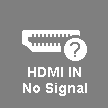 ?
HDMI IN
No Signal